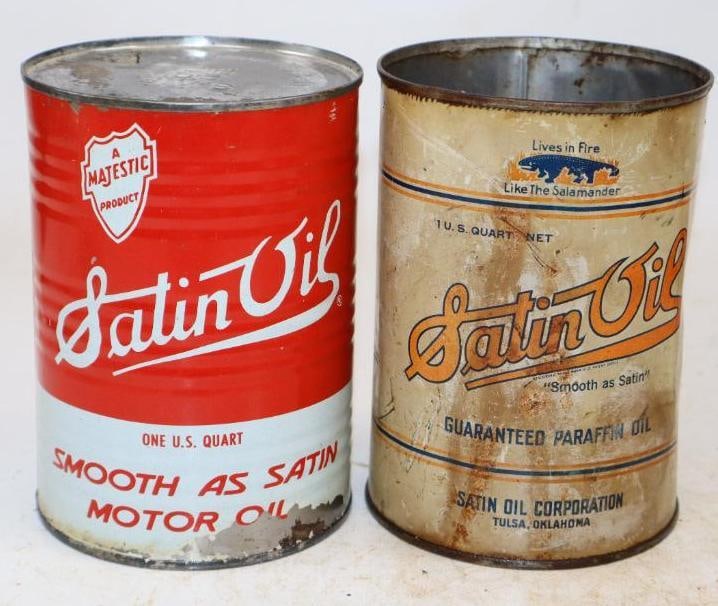 A
MAJESTIC
PRODUCT
Satin Oil
®
ONE U.S. QUART
SMOOTH AS SATIN
MOTOR OIL
Lives in Fire
Like The Salamander
1 U. S. QUART NET
Satin Oil
"Smooth as Satin"
GUARANTEED PARAFFIN OIL
SATIN OIL CORPORATION
TULSA, OKLAHOMA